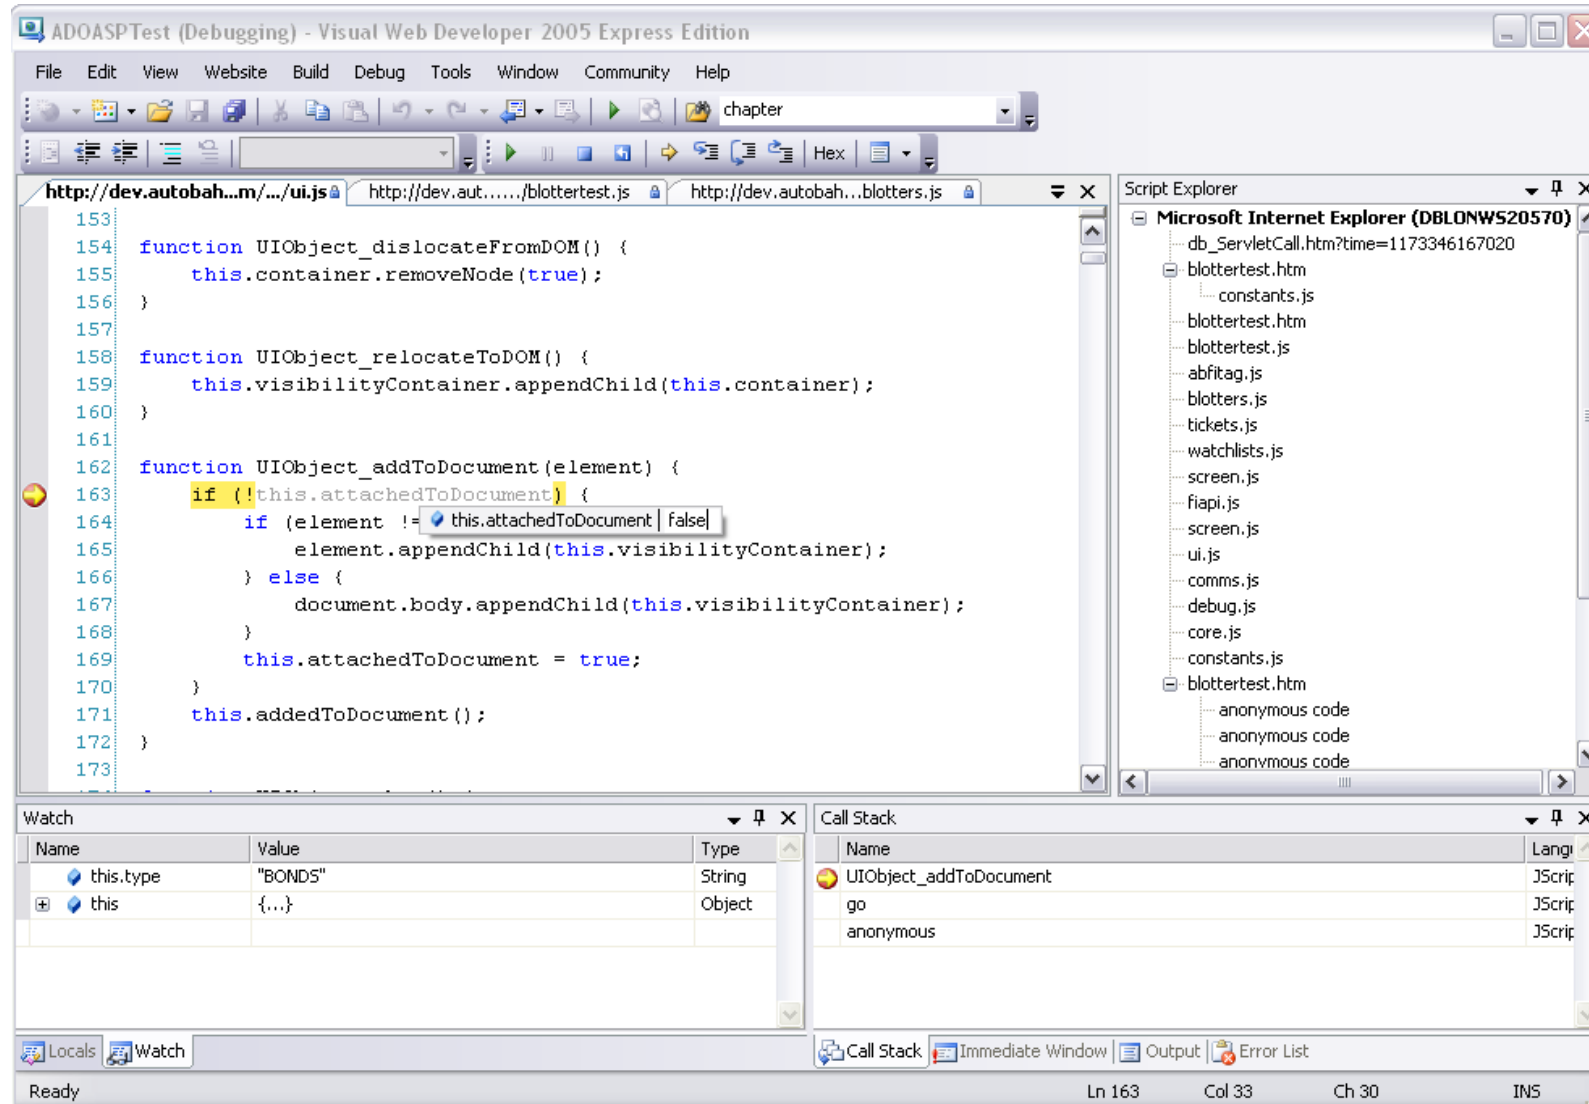 ADOASPTest (Debugging) - Visual Web Developer 2005 Express Edition
File Edit View Website Build Debug Tools Window Community Help
chapter
Hex
http://dev.autobah...m/.../ui.js http://dev.aut....../blottertest.js http://dev.autobah...blotters.js
153
154 function UIObject_dislocateFromDOM() {
155 this.container.removeNode(true);
156 }
157
158 function UIObject_relocateToDOM() {
159 this.visibilityContainer.appendChild(this.container);
160 }
161
162 function UIObject_addToDocument(element) {
163 if (!this.attachedToDocument) {
164 if (element !=
this.attachedToDocument false
165 element.appendChild(this.visibilityContainer);
166 } else {
167 document.body.appendChild(this.visibilityContainer);
168 }
169 this.attachedToDocument = true;
170 }
171 this.addedToDocument();
172 }
173
Script Explorer
Microsoft Internet Explorer (DBLONWS20570)
db_ServletCall.htm?time=1173346167020
blottertest.htm
constants.js
blottertest.htm
blottertest.js
abfitag.js
blotters.js
tickets.js
watchlists.js
screen.js
fiapi.js
screen.js
ui.js
comms.js
debug.js
core.js
constants.js
blottertest.htm
anonymous code
anonymous code
anonymous code
Watch
Name Value Type
this.type "BONDS" String
this {...} Object
Locals Watch
Call Stack
Name Langu
UIObject_addToDocument JScrip
go JScrip
anonymous JScrip
Call Stack Immediate Window Output Error List
Ready Ln 163 Col 33 Ch 30 INS